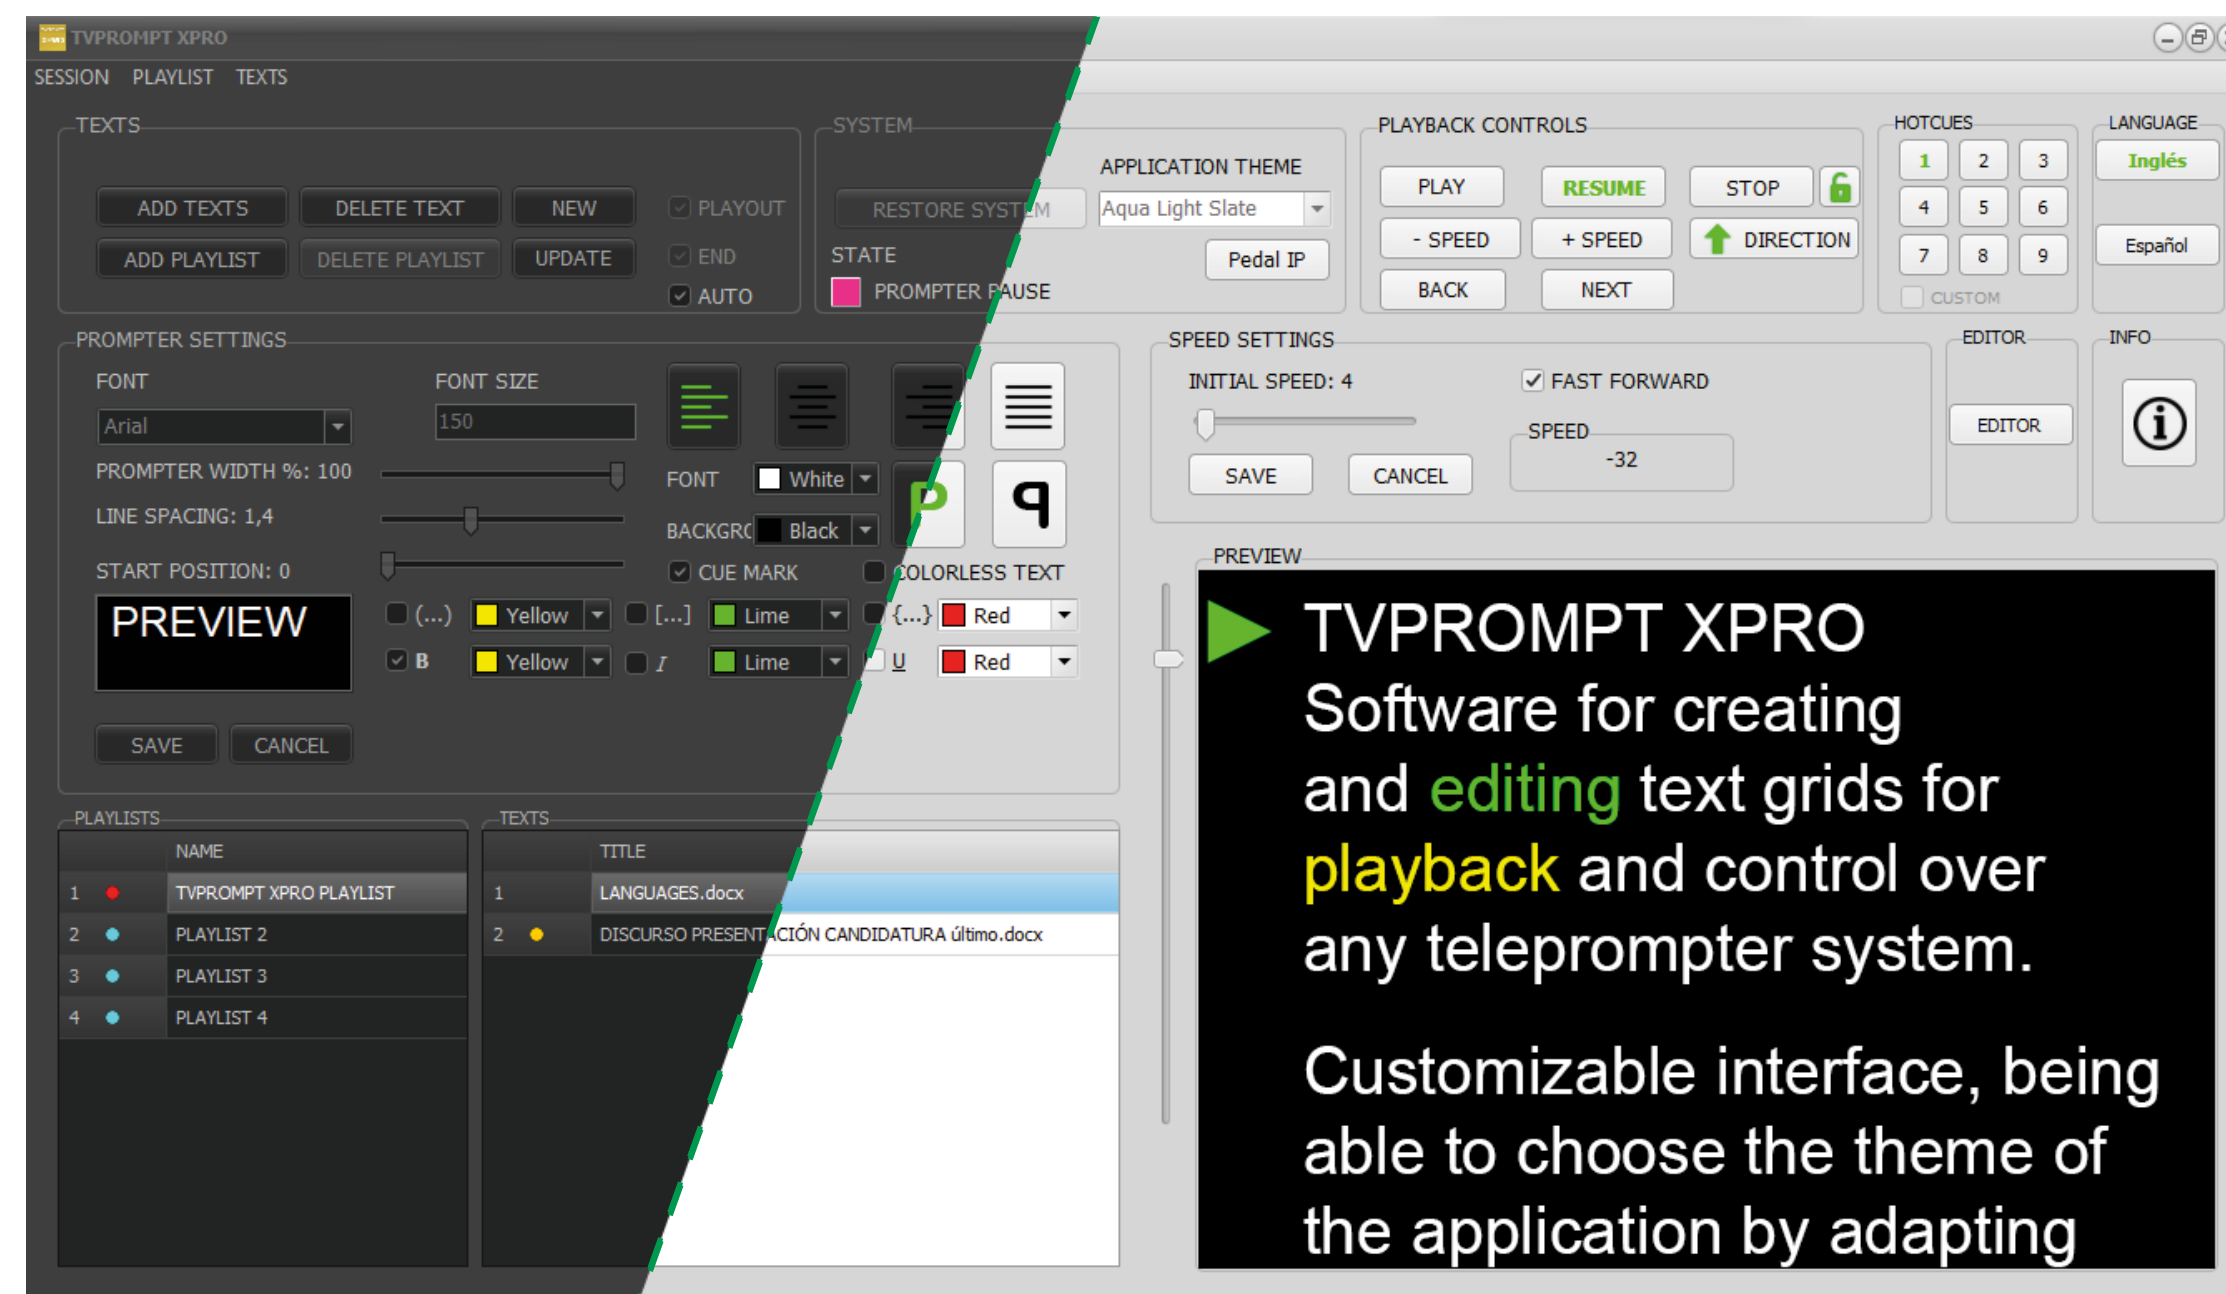 TVPROMPT XPRO
SESSION PLAYLIST TEXTS
TEXTS
ADD TEXTS DELETE TEXT NEW PLAYOUT
END
ADD PLAYLIST DELETE PLAYLIST UPDATE
AUTO
SYSTEM
APPLICATION THEME
RESTORE SYSTEM Aqua Light Slate
STATE
Pedal IP
PROMPTER PAUSE
PLAYBACK CONTROLS
PLAY RESUME STOP
- SPEED + SPEED DIRECTION
BACK NEXT
HOTCUES
1 2 3
4 5 6
7 8 9
CUSTOM
LANGUAGE
Inglés
Español
PROMPTER SETTINGS
FONT FONT SIZE
Arial 150
PROMPTER WIDTH %: 100
LINE SPACING: 1,4
START POSITION: 0
PREVIEW
FONT White
BACKGRO Black
P P
CUE MARK COLORLESS TEXT
(...) Yellow [...] Lime {...} Red
B Yellow I Lime U Red
SAVE CANCEL
SPEED SETTINGS
INITIAL SPEED: 4 FAST FORWARD
SPEED
-32
SAVE CANCEL
EDITOR
EDITOR
INFO
i
PLAYLISTS
NAME
1 TVPROMPT XPRO PLAYLIST
2 PLAYLIST 2
3 PLAYLIST 3
4 PLAYLIST 4
TEXTS
TITLE
1 LANGUAGES.docx
2 DISCURSO PRESENTACIÓN CANDIDATURA último.docx
PREVIEW
TVPROMPT XPRO
Software for creating
and editing text grids for
playback and control over
any teleprompter system.
Customizable interface, being
able to choose the theme of
the application by adapting